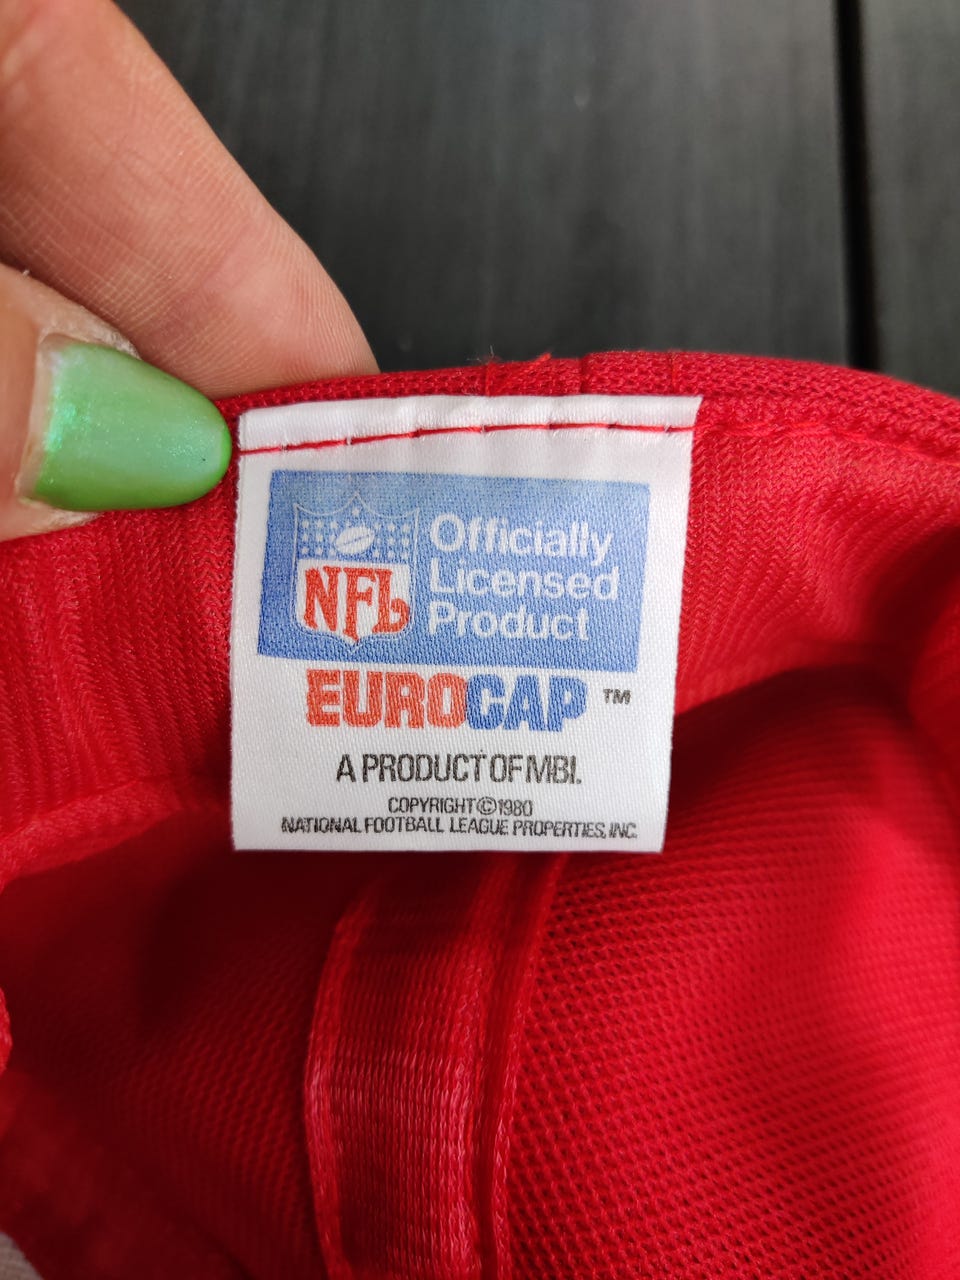 NFL
Officially
Licensed
Product
EUROCAP ™
A PRODUCT OF MBI.
COPYRIGHT © 1980
NATIONAL FOOTBALL LEAGUE PROPERTIES, INC.